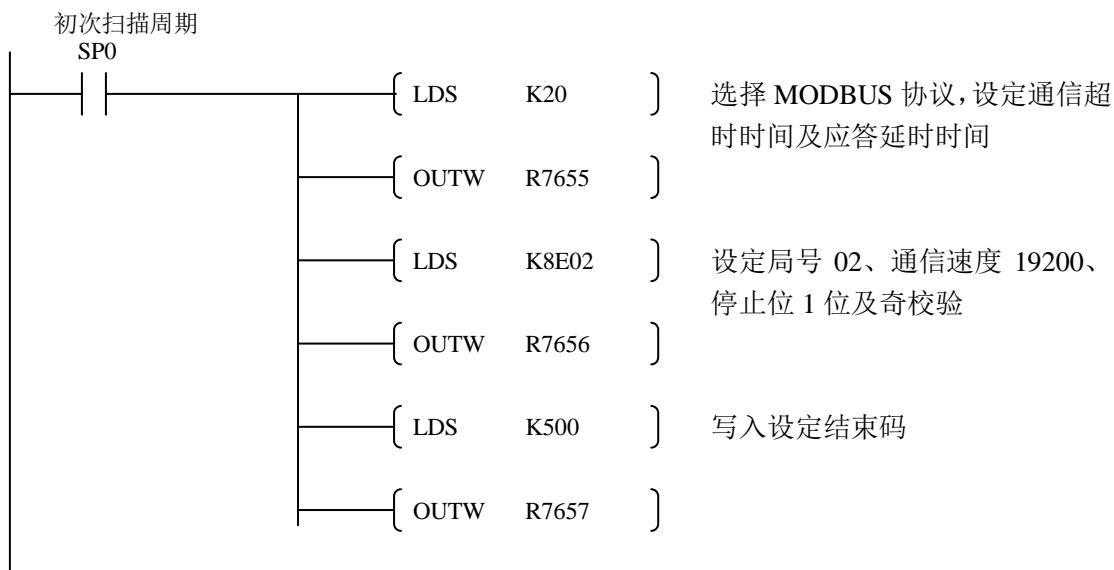 初次扫描周期
SP0
LDS K20 选择 MODBUS 协议，设定通信超
时时间及应答延时时间
OUTW R7655
LDS K8E02 设定局号 02、通信速度 19200、
停止位 1 位及奇校验
OUTW R7656
LDS K500 写入设定结束码
OUTW R7657